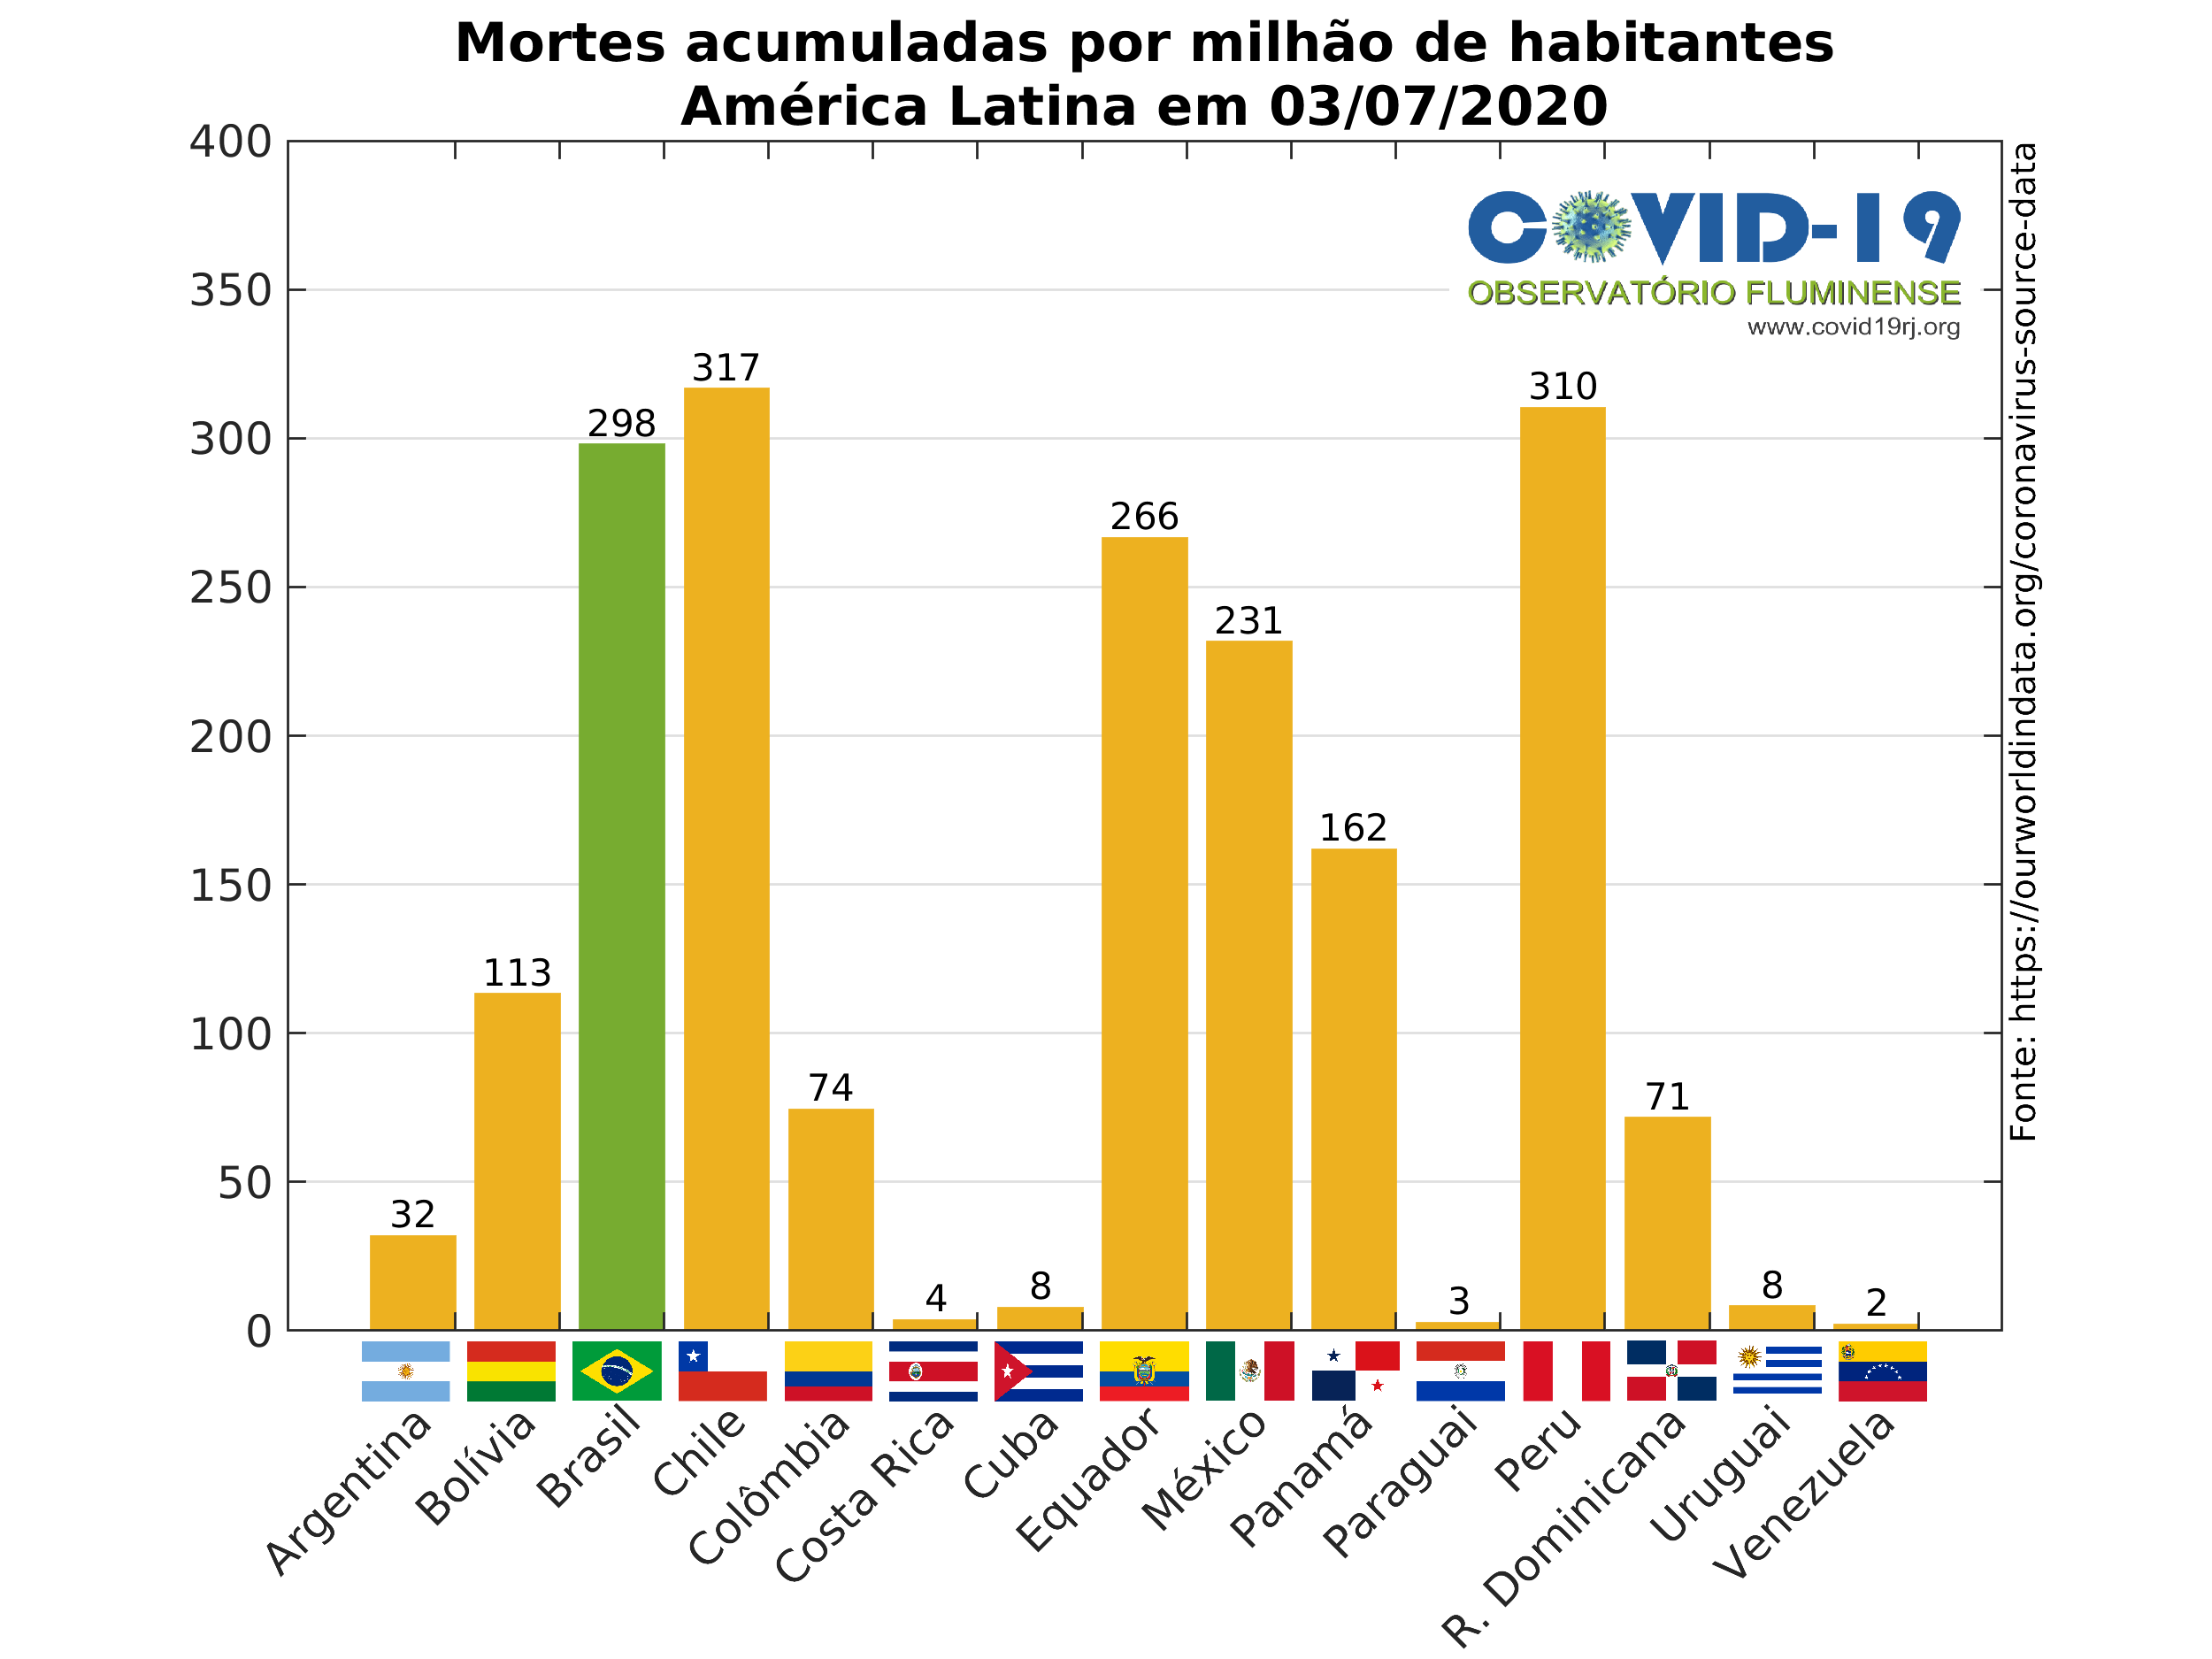 Mortes acumuladas por milhão de habitantes
América Latina em 03/07/2020
400
350
300
250
200
150
100
50
0
COVID-19
OBSERVATÓRIO FLUMINENSE
www.covid19rj.org
32
113
298
317
74
4
8
266
231
162
3
310
71
8
2
Argentina
Bolívia
Brasil
Chile
Colômbia
Costa Rica
Cuba
Equador
México
Panamá
Paraguai
Peru
R. Dominicana
Uruguai
Venezuela
Fonte: https://ourworldindata.org/coronavirus-source-data